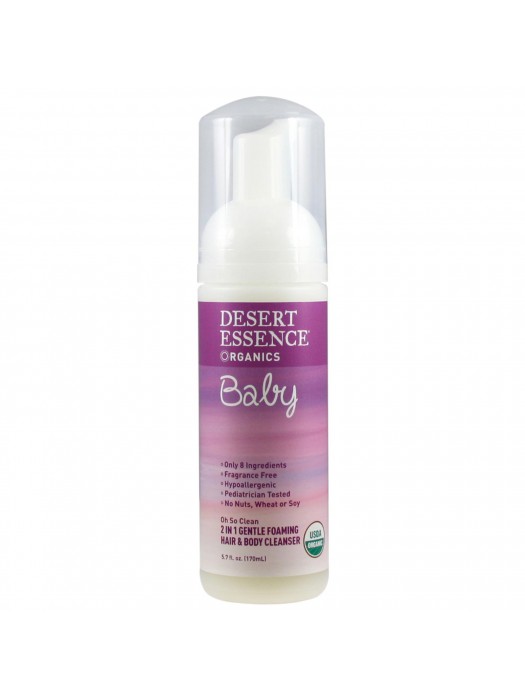 DESERT
ESSENCE®
ORGANICS
Baby
Only 8 Ingredients
Fragrance Free
Hypoallergenic
Pediatrician Tested
No Nuts, Wheat or Soy
Oh So Clean
2 IN 1 GENTLE FOAMING
HAIR & BODY CLEANSER
5.7 fl. oz. (170mL)
USDA
ORGANIC